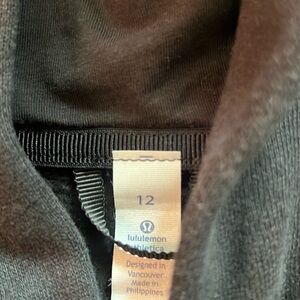 12
lululemon
athletica
Designed in
Vancouver
Made in
Philippines